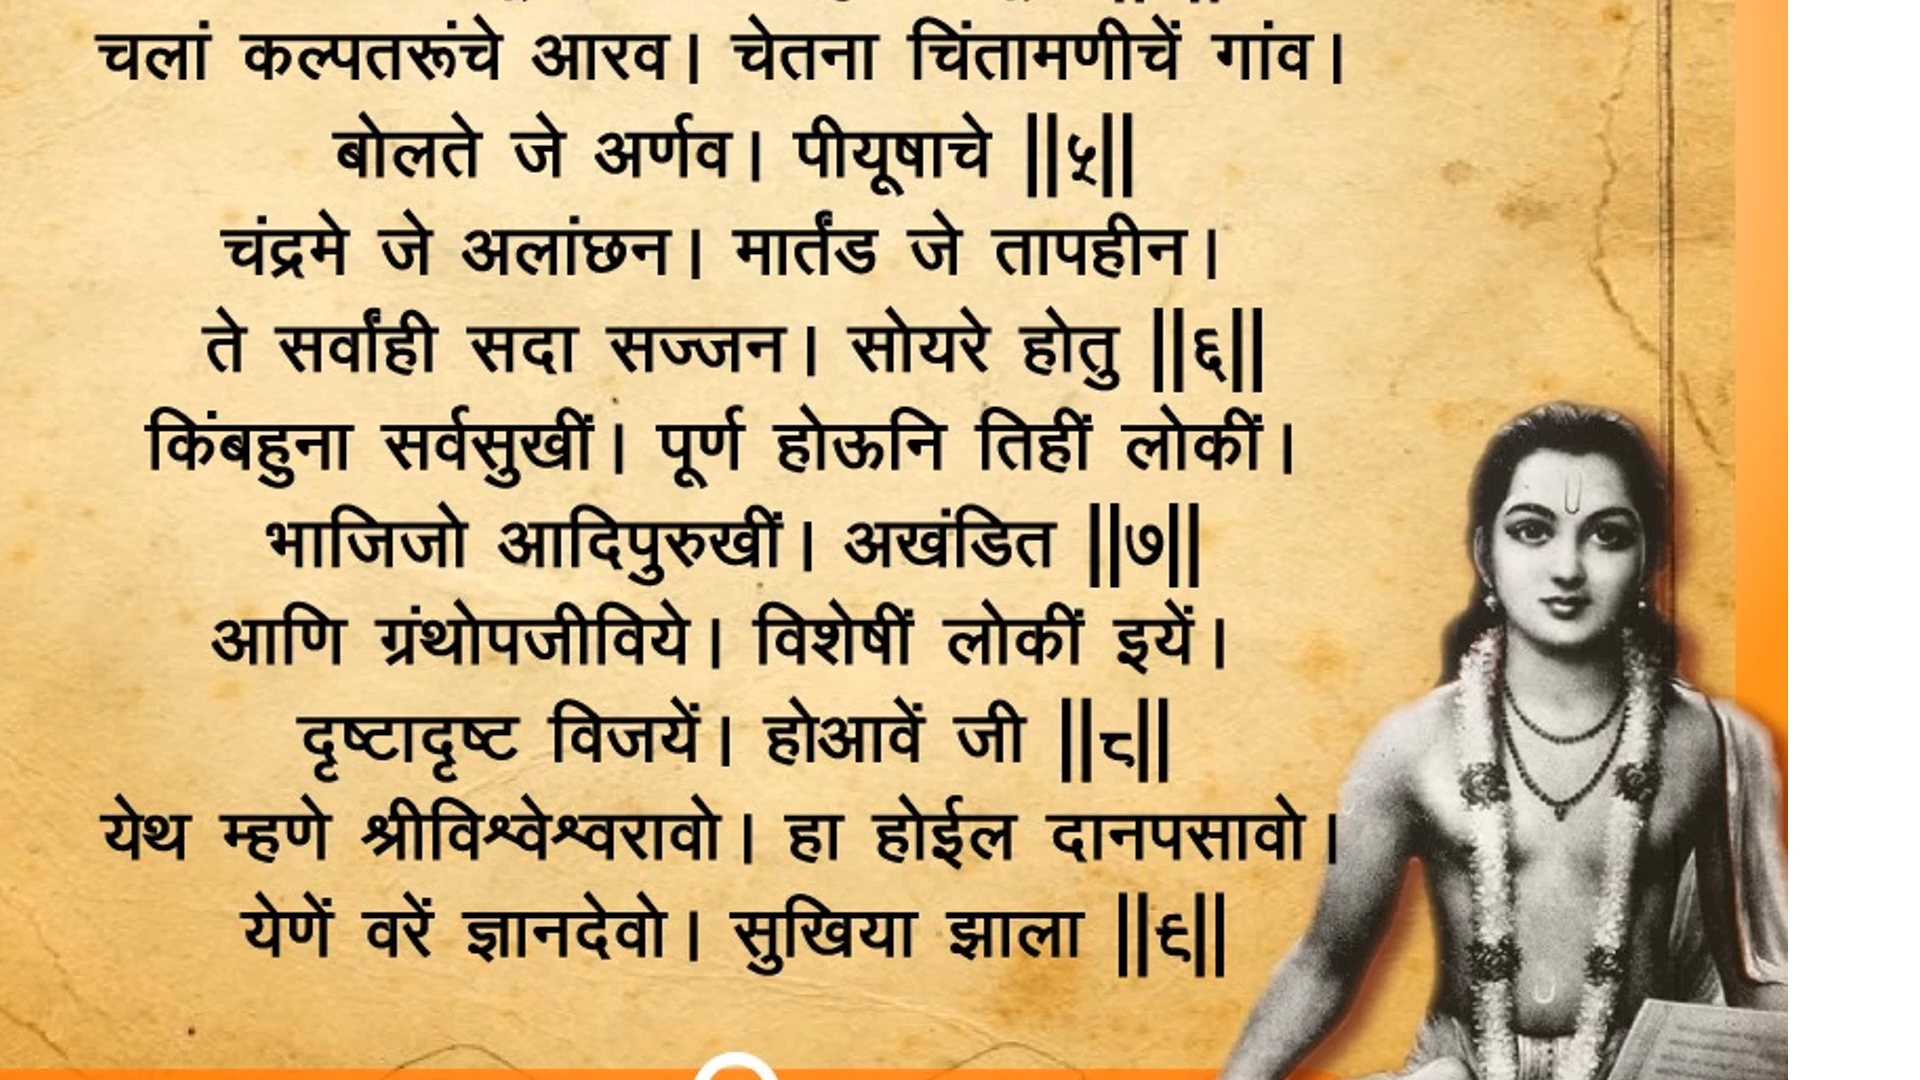 चलां कल्पतरूंचे आरव। चेतना चिंतामणीचें गांव।
बोलते जे अर्णव। पीयूषाचे ||५||
चंद्रमे जे अलांछन। मार्तंड जे तापहीन।
ते सर्वांही सदा सज्जन। सोयरे होतु ||६||
किंबहुना सर्वसुखीं। पूर्ण होऊनि तिहीं लोकीं।
भाजिजो आदिपुरुखीं। अखंडित ||७||
आणि ग्रंथोपजीविये। विशेषीं लोकीं इयें।
दृष्टादृष्ट विजयें। होआवें जी ||८||
येथ म्हणे श्रीविश्वेश्वरावो। हा होईल दानपसावो।
येणें वरें ज्ञानदेवो। सुखिया झाला ||९||